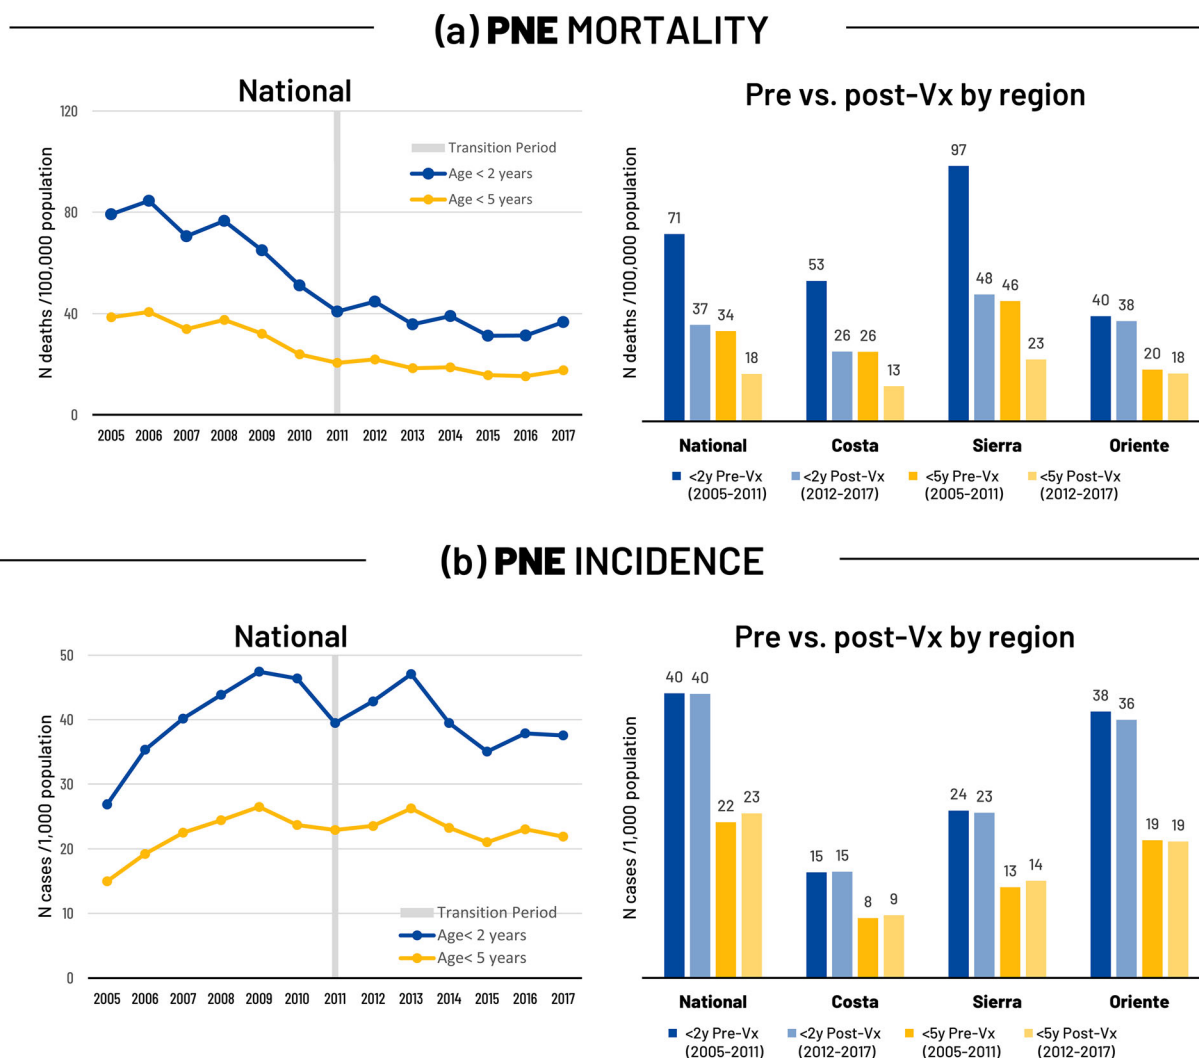 (a) PNE MORTALITY
National
N deaths /100,000 population
120
80
40
0
Transition Period
Age < 2 years
Age < 5 years
2005 2006 2007 2008 2009 2010 2011 2012 2013 2014 2015 2016 2017
Pre vs. post-Vx by region
N deaths /100,000 population
71 37 34 18
53 26 26 13
97 48 46 23
40 38 20 18
National Costa Sierra Oriente
<2y Pre-Vx <2y Post-Vx <5y Pre-Vx <5y Post-Vx
(2005-2011) (2012-2017) (2005-2011) (2012-2017)
(b) PNE INCIDENCE
National
N cases /1,000 population
50
40
30
20
10
0
Transition Period
Age< 2 years
Age< 5 years
2005 2006 2007 2008 2009 2010 2011 2012 2013 2014 2015 2016 2017
Pre vs. post-Vx by region
N cases/1,000 population
40 40 22 23
15 15 8 9
24 23 13 14
38 36 19 19
National Costa Sierra Oriente
<2y Pre-Vx <2y Post-Vx <5y Pre-Vx <5y Post-Vx
(2005-2011) (2012-2017) (2005-2011) (2012-2017)